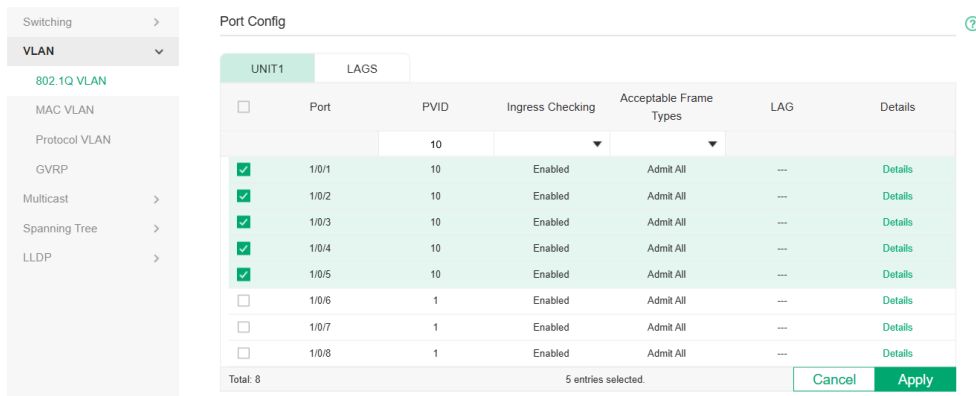 Switching
VLAN
802.1Q VLAN
MAC VLAN
Protocol VLAN
GVRP
Multicast
Spanning Tree
LLDP
Port Config
UNIT1 LAGS
Port PVID Ingress Checking Acceptable Frame Types LAG Details
10
1/0/1 10 Enabled Admit All --- Details
1/0/2 10 Enabled Admit All --- Details
1/0/3 10 Enabled Admit All --- Details
1/0/4 10 Enabled Admit All --- Details
1/0/5 10 Enabled Admit All --- Details
1/0/6 1 Enabled Admit All --- Details
1/0/7 1 Enabled Admit All --- Details
1/0/8 1 Enabled Admit All --- Details
Total: 8 5 entries selected. Cancel Apply